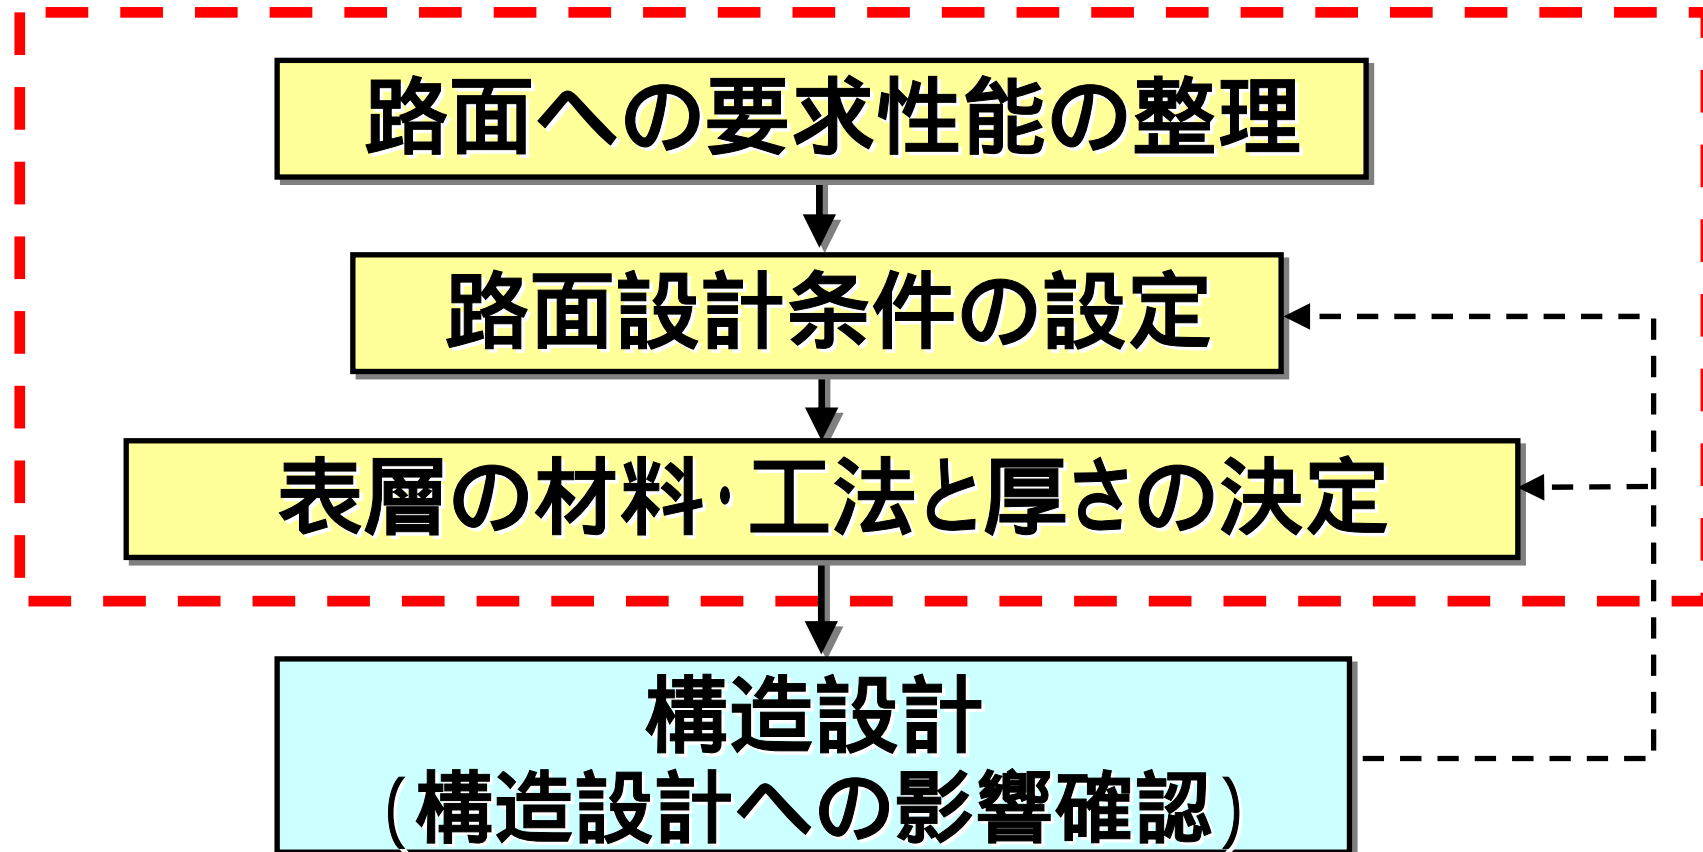 路面への要求性能の整理
路面設計条件の設定
表層の材料･工法と厚さの決定
構造設計
(構造設計への影響確認)